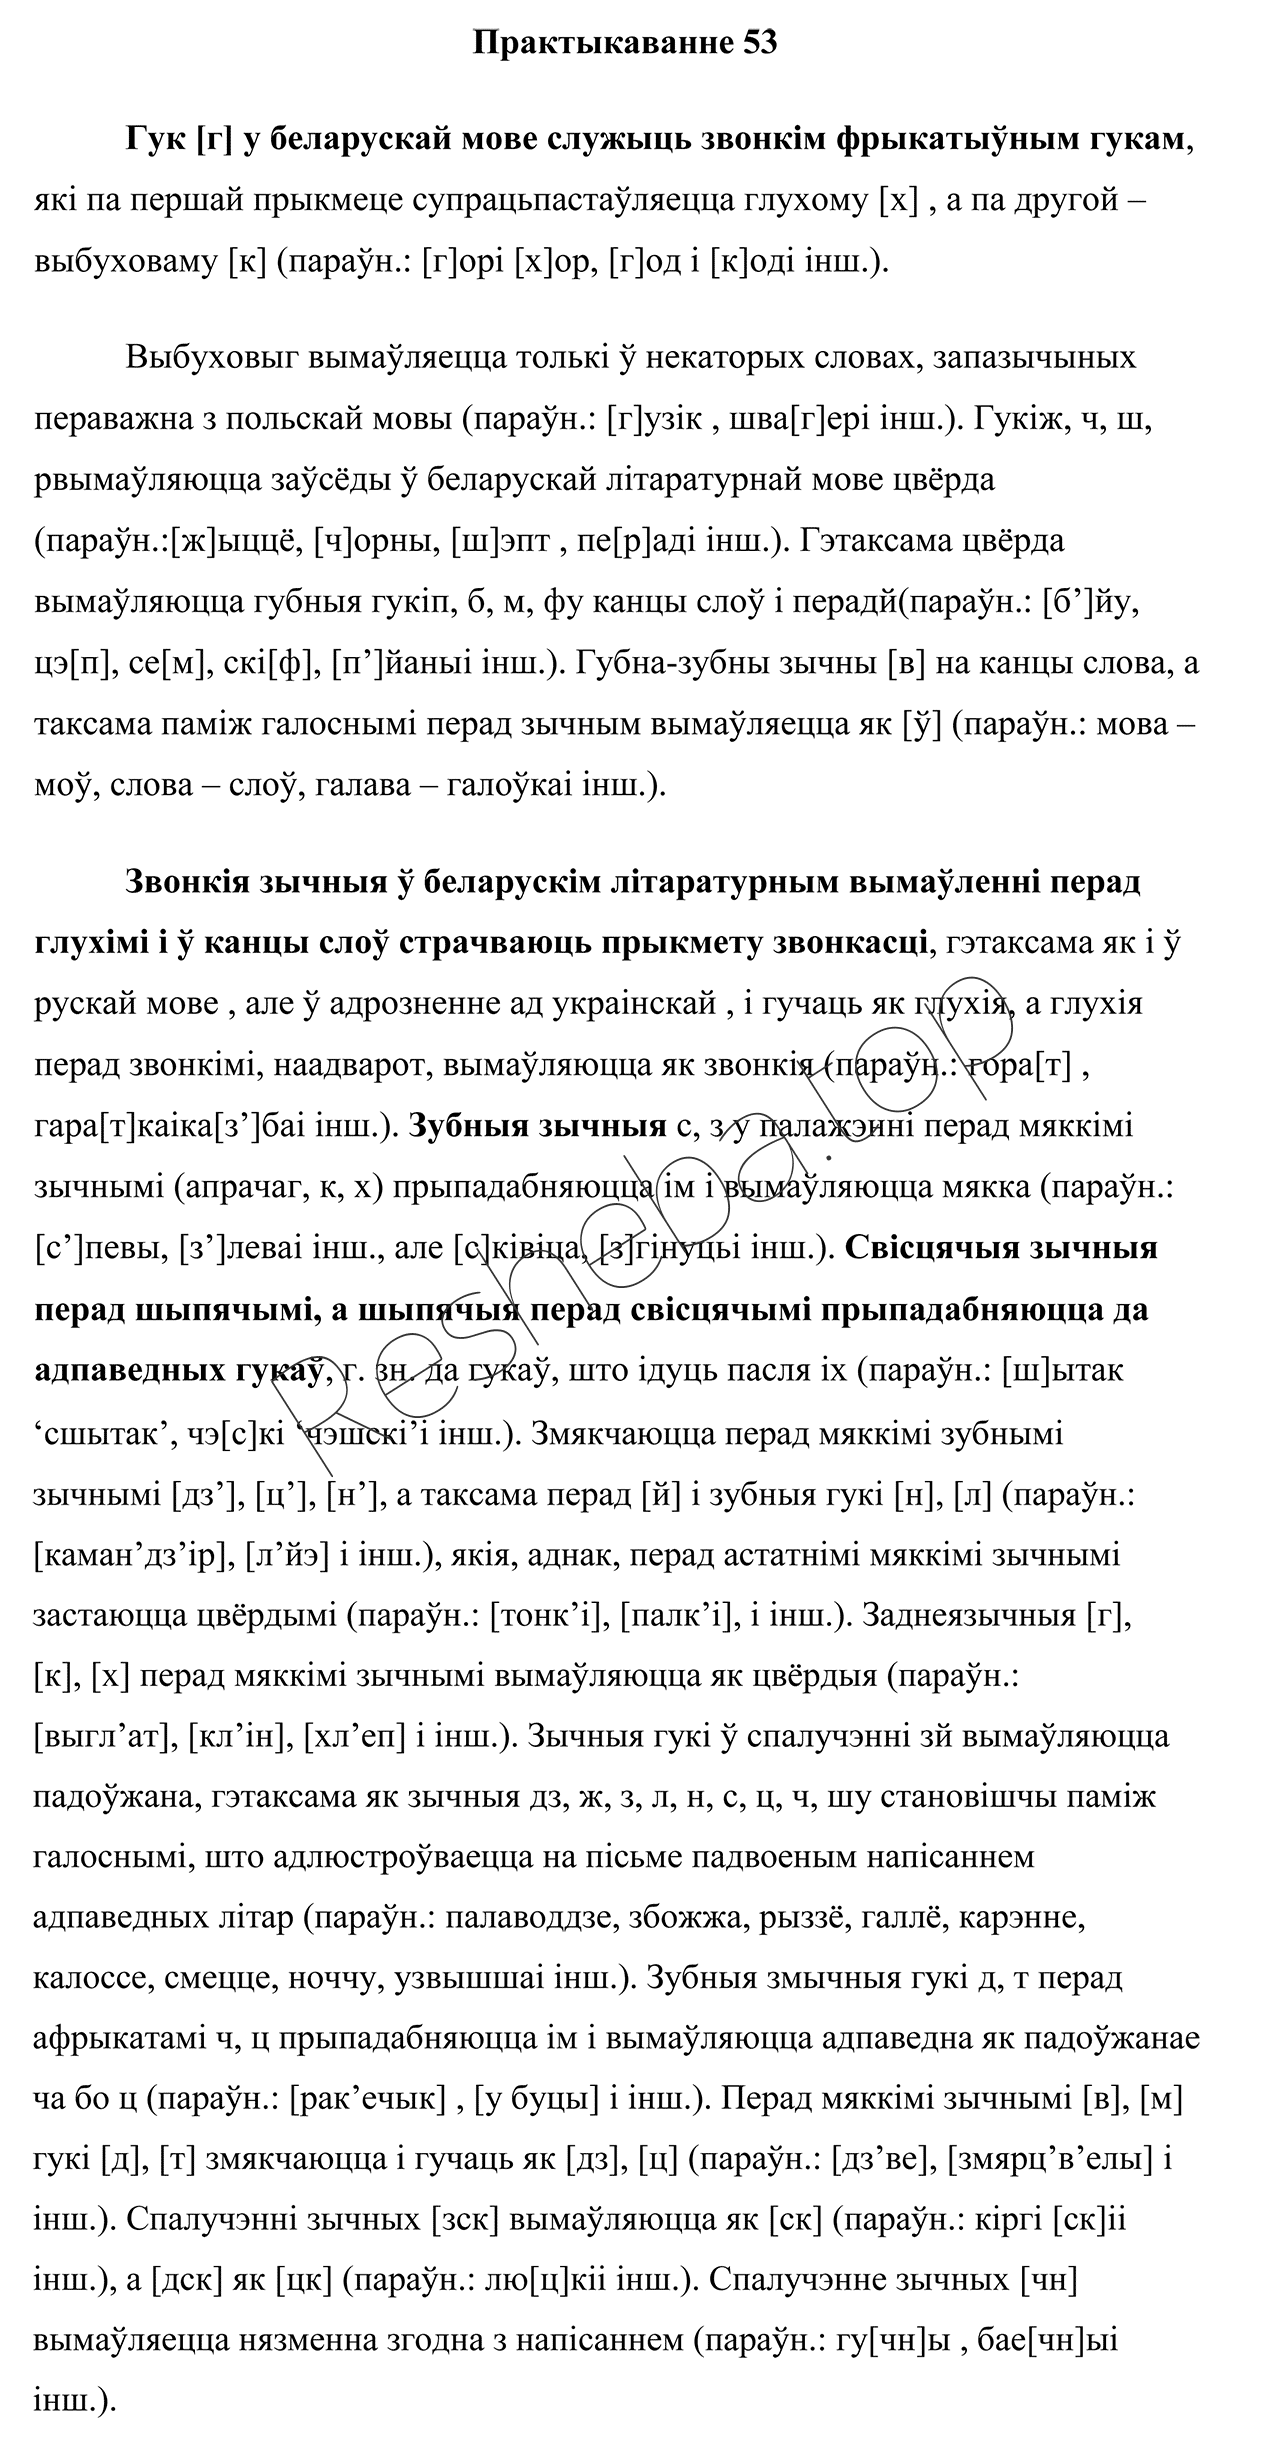 Практыкаванне 53
Гук [г] у беларускай мове служыць звонкім фрыкатыўным гукам,
які па першай прыкмеце супрацьпастаўляецца глухому [х] , а па другой –
выбуховаму [к] (параўн.: [г]орі [х]ор, [г]од і [к]оді інш.).
Выбуховыг вымаўляецца толькі ў некаторых словах, запазычыных
пераважна з польскай мовы (параўн.: [г]узік , шва[г]ері інш.). Гукіж, ч, ш,
рвымаўляюцца заўсёды ў беларускай літаратурнай мове цвёрда
(параўн.:[ж]ыццё, [ч]орны, [ш]эпт , пе[р]аді інш.). Гэтаксама цвёрда
вымаўляюцца губныя гукіп, б, м, фу канцы слоў і перадй(параўн.: [б’]йу,
цэ[п], се[м], скі[ф], [п’]йаныі інш.). Губна-зубны зычны [в] на канцы слова, а
таксама паміж галоснымі перад зычным вымаўляецца як [ў] (параўн.: мова –
моў, слова – слоў, галава – галоўкаі інш.).
Звонкія зычныя ў беларускім літаратурным вымаўленні перад
глухімі і ў канцы слоў страчваюць прыкмету звонкасці, гэтаксама як і ў
рускай мове , але ў адрозненне ад украінскай , і гучаць як глухія, а глухія
перад звонкімі, наадварот, вымаўляюцца як звонкія (параўн.: гора[т] ,
гара[т]каіка[з’]баі інш.). Зубныя зычныя с, з у палажэнні перад мяккімі
зычнымі (апрачаг, к, х) прыпадабняюцца ім і вымаўляюцца мякка (параўн.:
[с’]певы, [з’]леваі інш., але [с]ківіца, [з]гінуцьі інш.). Свісцячыя зычныя
перад шыпячымі, а шыпячыя перад свісцячымі прыпадабняюцца да
адпаведных гукаў, г. зн. да гукаў, што ідуць пасля іх (параўн.: [ш]ытак
‘сшытак’, чэ[с]кі ‘чэшскі’і інш.). Змякчаюцца перад мяккімі зубнымі
зычнымі [дз’], [ц’], [н’], а таксама перад [й] і зубныя гукі [н], [л] (параўн.:
[каман’дз’ір], [л’йэ] і інш.), якія, аднак, перад астатнімі мяккімі зычнымі
застаюцца цвёрдымі (параўн.: [тонк’і], [палк’і], і інш.). Заднеязычныя [г],
[к], [х] перад мяккімі зычнымі вымаўляюцца як цвёрдыя (параўн.:
[выгл’ат], [кл’ін], [хл’еп] і інш.). Зычныя гукі ў спалучэнні зй вымаўляюцца
падоўжана, гэтаксама як зычныя дз, ж, з, л, н, с, ц, ч, шу становішчы паміж
галоснымі, што адлюстроўваецца на пісьме падвоеным напісаннем
адпаведных літар (параўн.: палаводдзе, збожжа, рыззё, галлё, карэнне,
калоссе, смецце, ноччу, узвышшаі інш.). Зубныя змычныя гукі д, т перад
афрыкатамі ч, ц прыпадабняюцца ім і вымаўляюцца адпаведна як падоўжанае
ча бо ц (параўн.: [рак’ечык] , [у буцы] і інш.). Перад мяккімі зычнымі [в], [м]
гукі [д], [т] змякчаюцца і гучаць як [дз], [ц] (параўн.: [дз’ве], [змярц’в’елы] і
інш.). Спалучэнні зычных [зск] вымаўляюцца як [ск] (параўн.: кіргі [ск]іі
інш.), а [дск] як [цк] (параўн.: лю[ц]кіі інш.). Спалучэнне зычных [чн]
вымаўляецца нязменна згодна з напісаннем (параўн.: гу[чн]ы , бае[чн]ыі
інш.).
Resheba.top